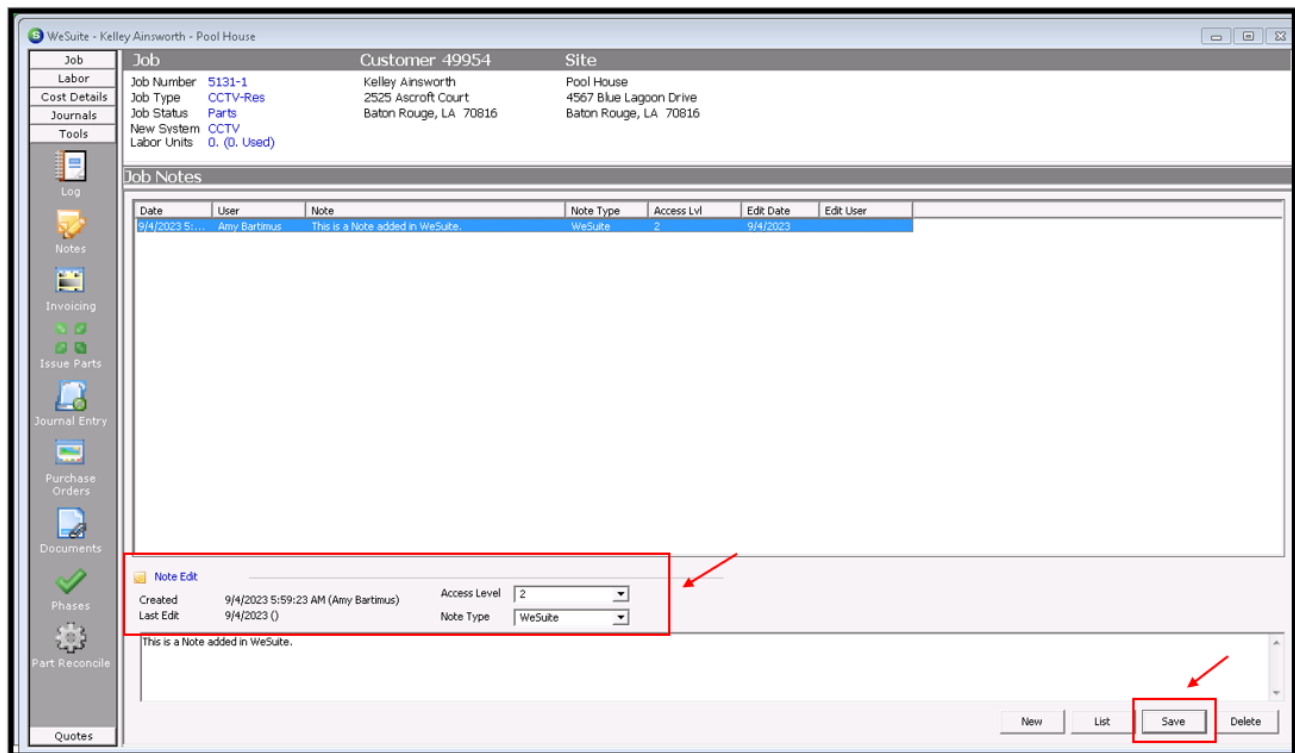 WeSuite - Kelley Ainsworth - Pool House
Job
Labor
Cost Details
Journals
Tools
Log
Notes
Invoicing
Issue Parts
Journal Entry
Purchase
Orders
Documents
Phases
Part Reconcile
Quotes
Job Customer 49954 Site
Job Number 5131-1 Kelley Ainsworth Pool House
Job Type CCTV-Res 2525 Ascroft Court 4567 Blue Lagoon Drive
Job Status Parts Baton Rouge, LA 70816 Baton Rouge, LA 70816
New System CCTV
Labor Units 0. (0. Used)
Job Notes
Date User Note Note Type Access Lvl Edit Date Edit User
9/4/2023 5:... Amy Bartimus This is a Note added in WeSuite. WeSuite 2 9/4/2023
Note Edit
Created 9/4/2023 5:59:23 AM (Amy Bartimus) Access Level 2
Last Edit 9/4/2023 () Note Type WeSuite
This is a Note added in WeSuite.
New List Save Delete